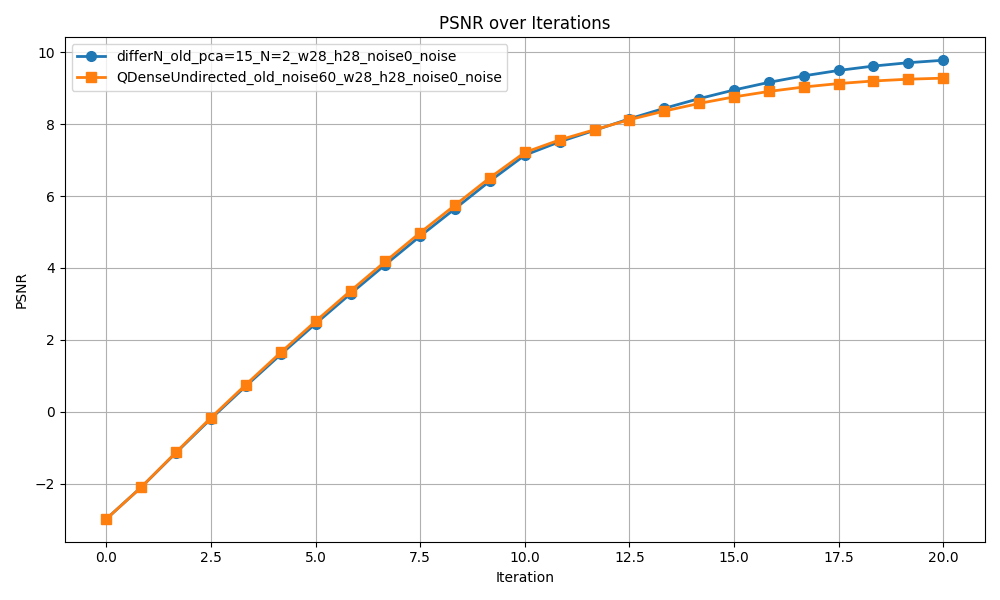 PSNR over Iterations
differN_old_pca=15_N=2_w28_h28_noise0_noise
QDenseUndirected_old_noise60_w28_h28_noise0_noise
PSNR
10
8
6
4
2
0
−2
0.0 2.5 5.0 7.5 10.0 12.5 15.0 17.5 20.0
Iteration